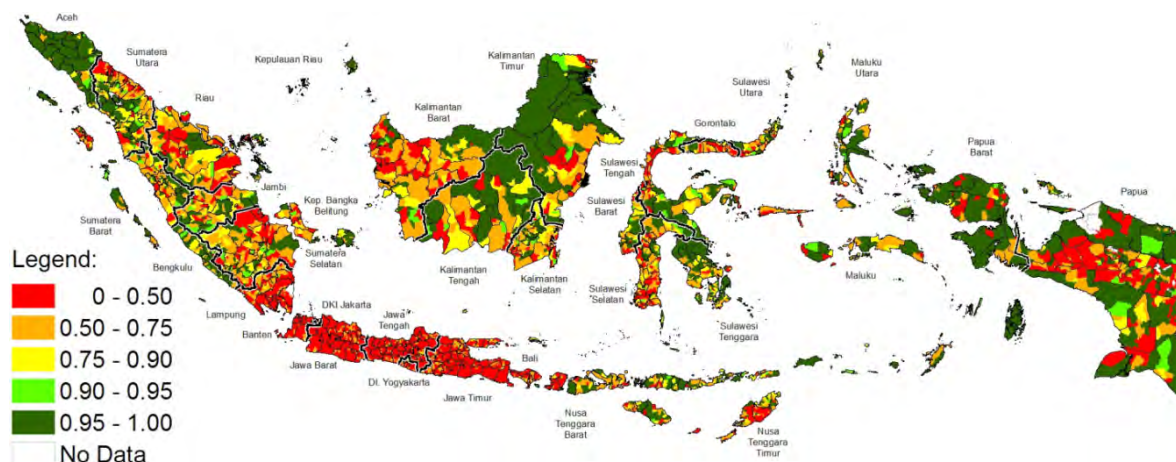 Aceh
Sumatera
Utara
Kepulauan Riau
Riau
Kalimantan
Timur
Kalimantan
Barat
Sulawesi
Utara
Maluku
Utara
Gorontalo
Papua
Barat
Papua
Sulawesi
Tengah
Sulawesi
Barat
Jambi
Kep. Bangka
Belitung
Sumatera
Barat
Sumatera
Selatan
Bengkulu
Kalimantan
Tengah
Kalimantan
Selatan
Sulawesi
Selatan
Maluku
Lampung
DKI Jakarta
Jawa
Tengah
Sulawesi
Tenggara
Banten
Jawa Barat
Bali
DI. Yogyakarta
Jawa Timur
Nusa
Tenggara
Barat
Nusa
Tenggara
Timur
Legend:
0 - 0.50
0.50 - 0.75
0.75 - 0.90
0.90 - 0.95
0.95 - 1.00
No Data